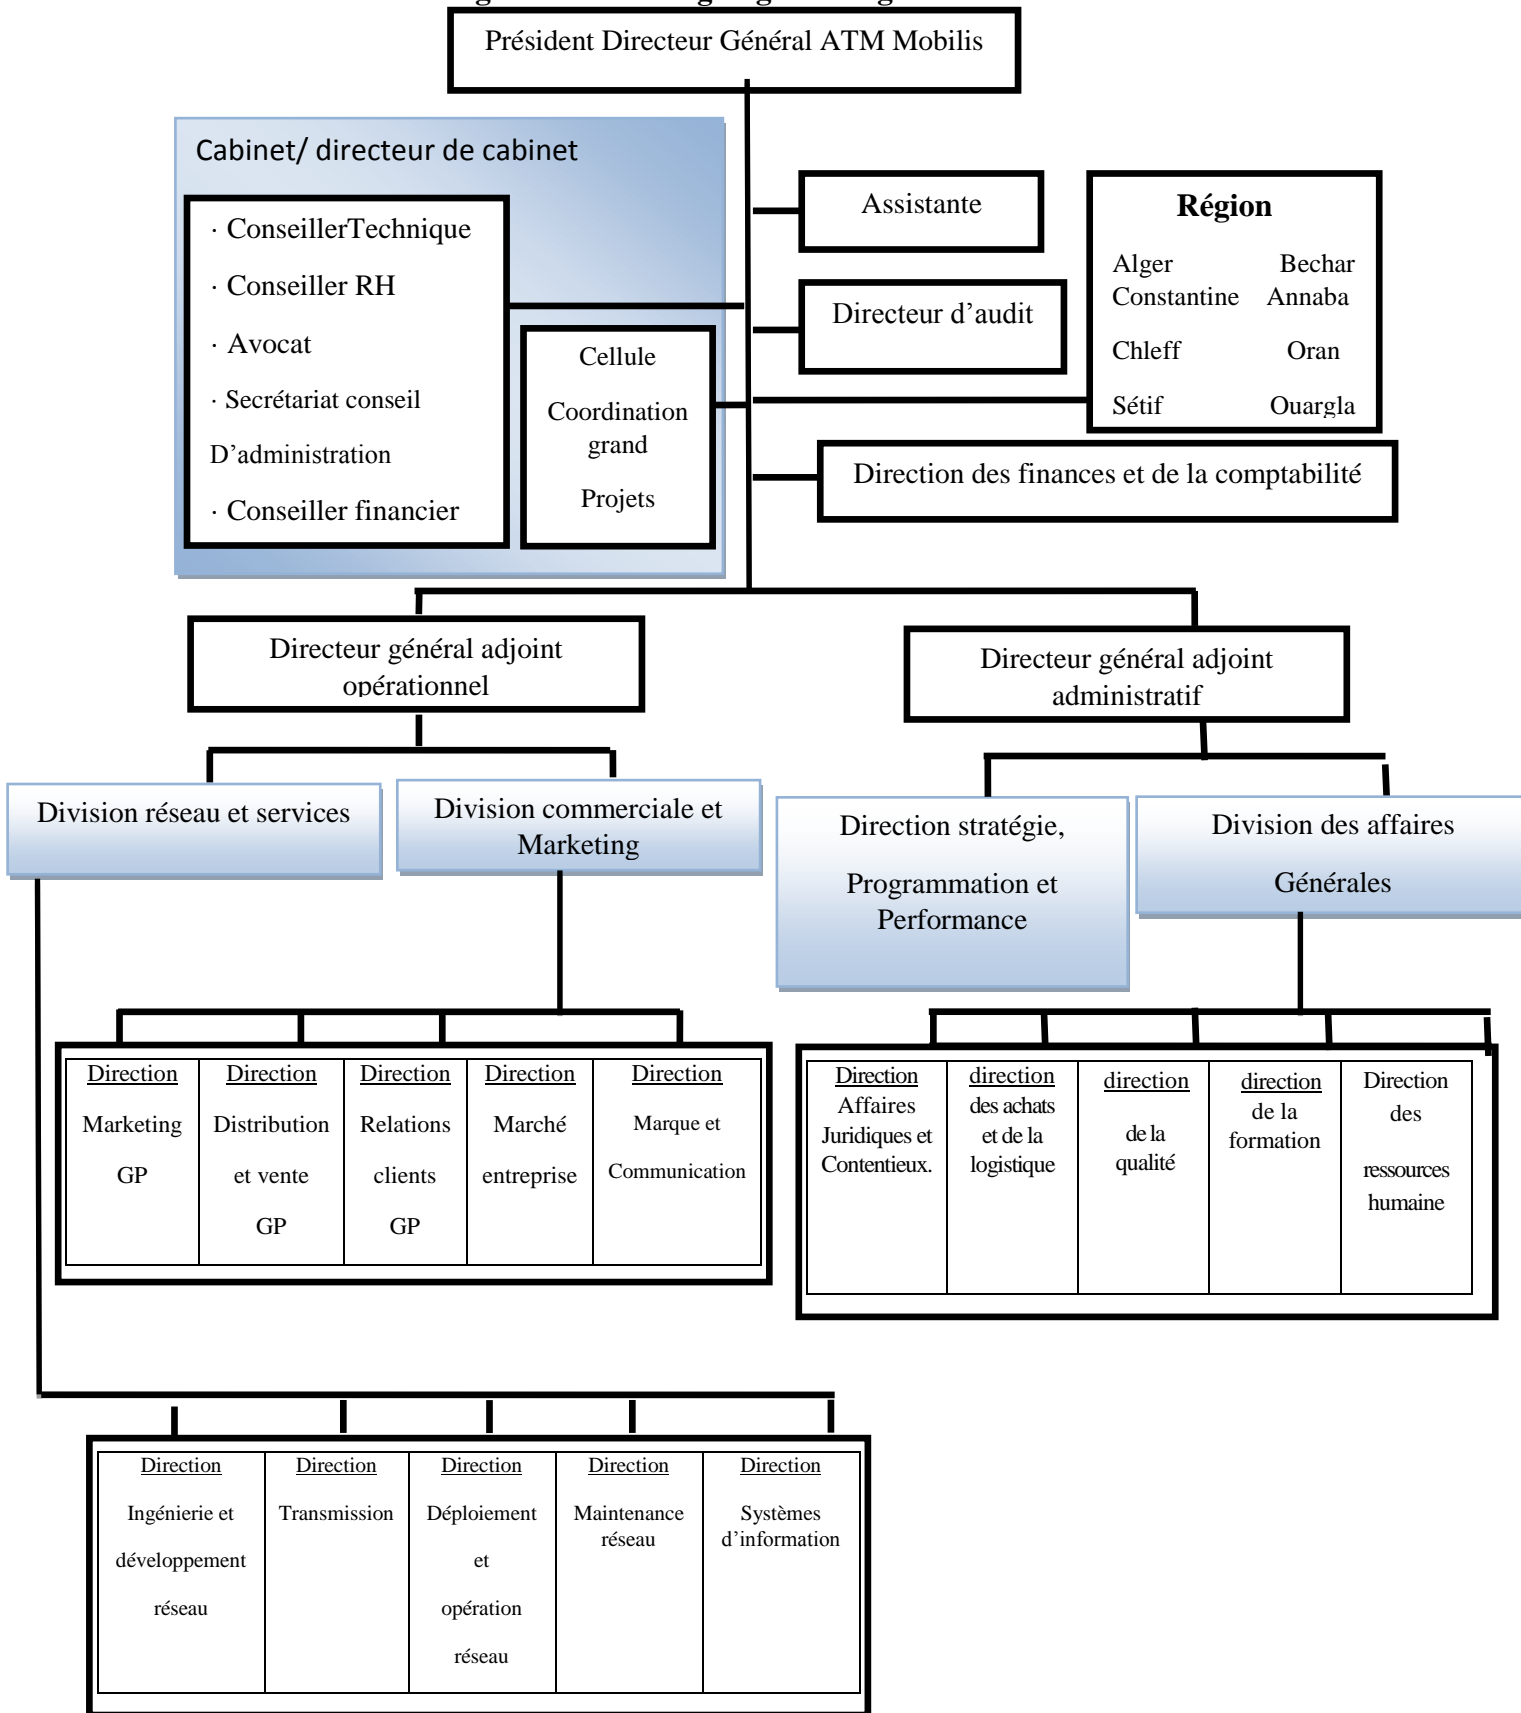 Président Directeur Général ATM Mobilis
Cabinet/ directeur de cabinet
· ConseillerTechnique
· Conseiller RH
· Avocat
· Secrétariat conseil
D’administration
· Conseiller financier
Cellule
Coordination
grand
Projets
Assistante
Directeur d’audit
Région
Alger Bechar
Constantine Annaba
Chleff Oran
Sétif Ouargla
Direction des finances et de la comptabilité
Directeur général adjoint
opérationnel
Directeur général adjoint
administratif
Division réseau et services
Division commerciale et
Marketing
Direction stratégie,
Programmation et
Performance
Division des affaires
Générales
Direction
Marketing
GP
Direction
Distribution
et vente
GP
Direction
Relations
clients
GP
Direction
Marché
entreprise
Direction
Marque et
Communication
Direction
Affaires
Juridiques et
Contentieux.
direction
des achats
et de la
logistique
direction
de la
qualité
direction
de la
formation
Direction
des
ressources
humaine
Direction
Ingénierie et
développement
réseau
Direction
Transmission
Direction
Déploiement
et
opération
réseau
Direction
Maintenance
réseau
Direction
Systèmes
d’information